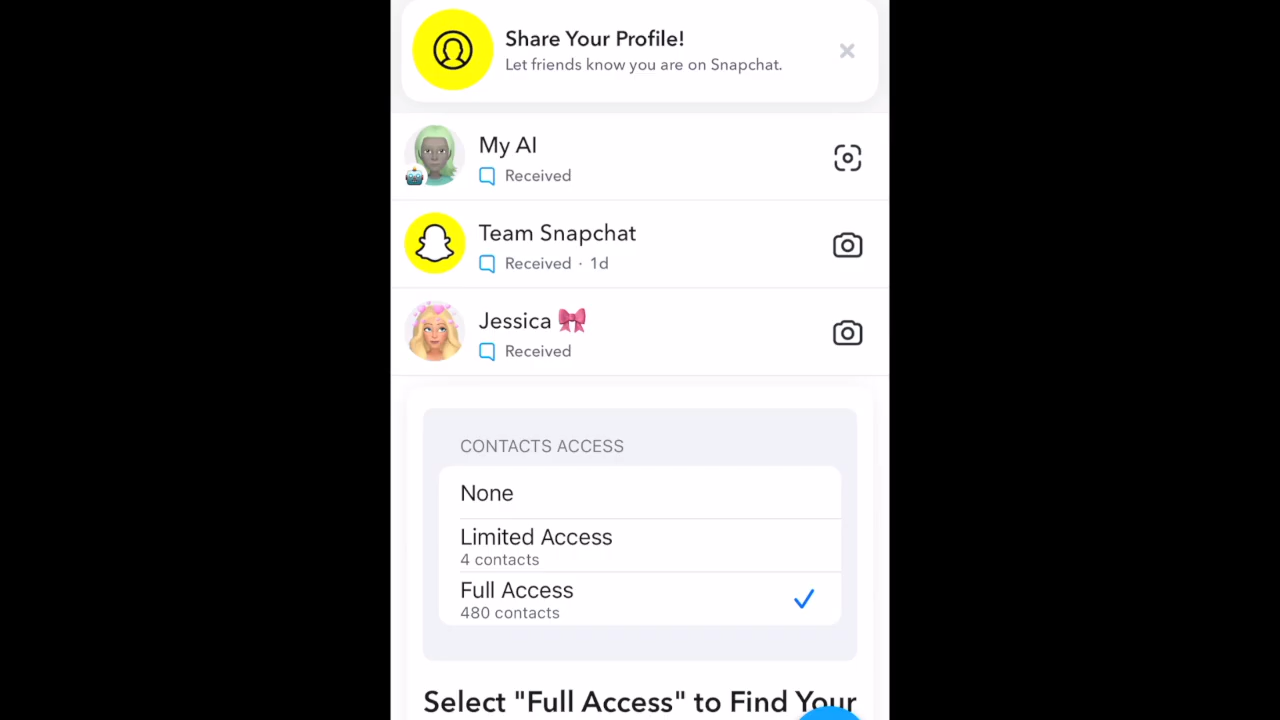 Share Your Profile!
Let friends know you are on Snapchat.
My AI
Received
Team Snapchat
Received · 1d
Jessica 🎀
Received
CONTACTS ACCESS
None
Limited Access
4 contacts
Full Access
480 contacts
Select "Full Access" to Find Your